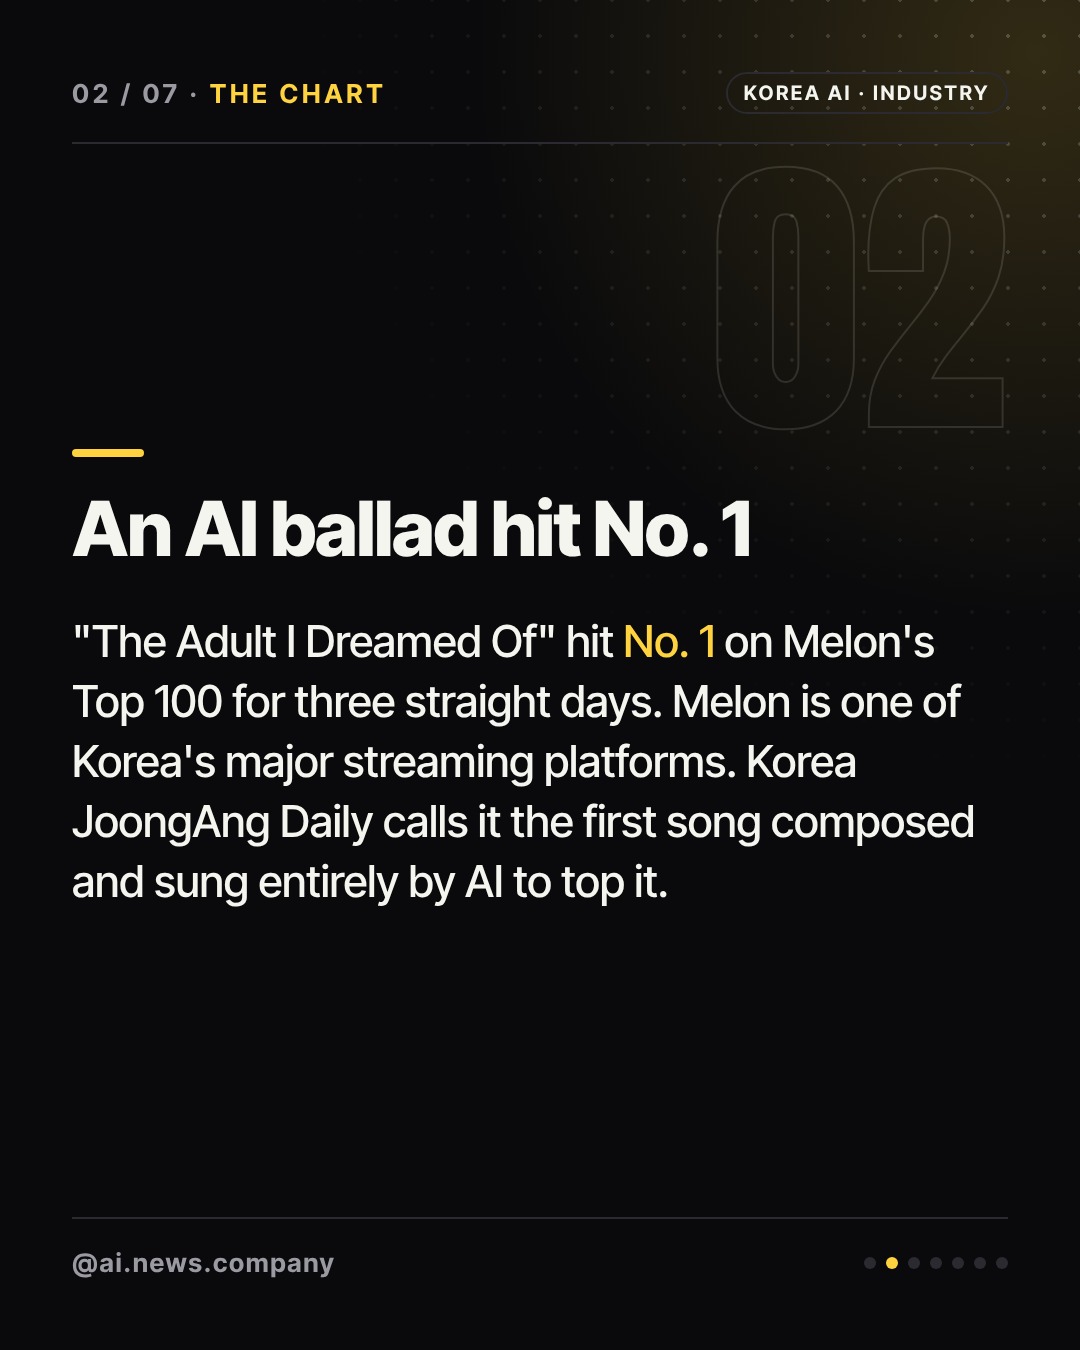 02 / 07 · THE CHART
KOREA AI · INDUSTRY
02
An AI ballad hit No. 1
"The Adult I Dreamed Of" hit No. 1 on Melon's
Top 100 for three straight days. Melon is one of
Korea's major streaming platforms. Korea
JoongAng Daily calls it the first song composed
and sung entirely by AI to top it.
@ai.news.company